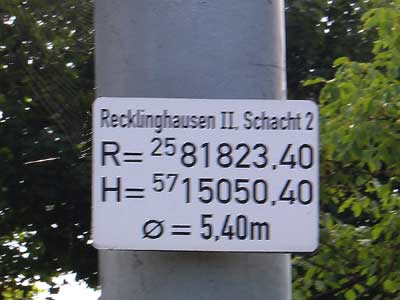 Recklinghausen II, Schacht 2
R= ²⁵81823,40
H= ⁵⁷15050,40
ø = 5,40m